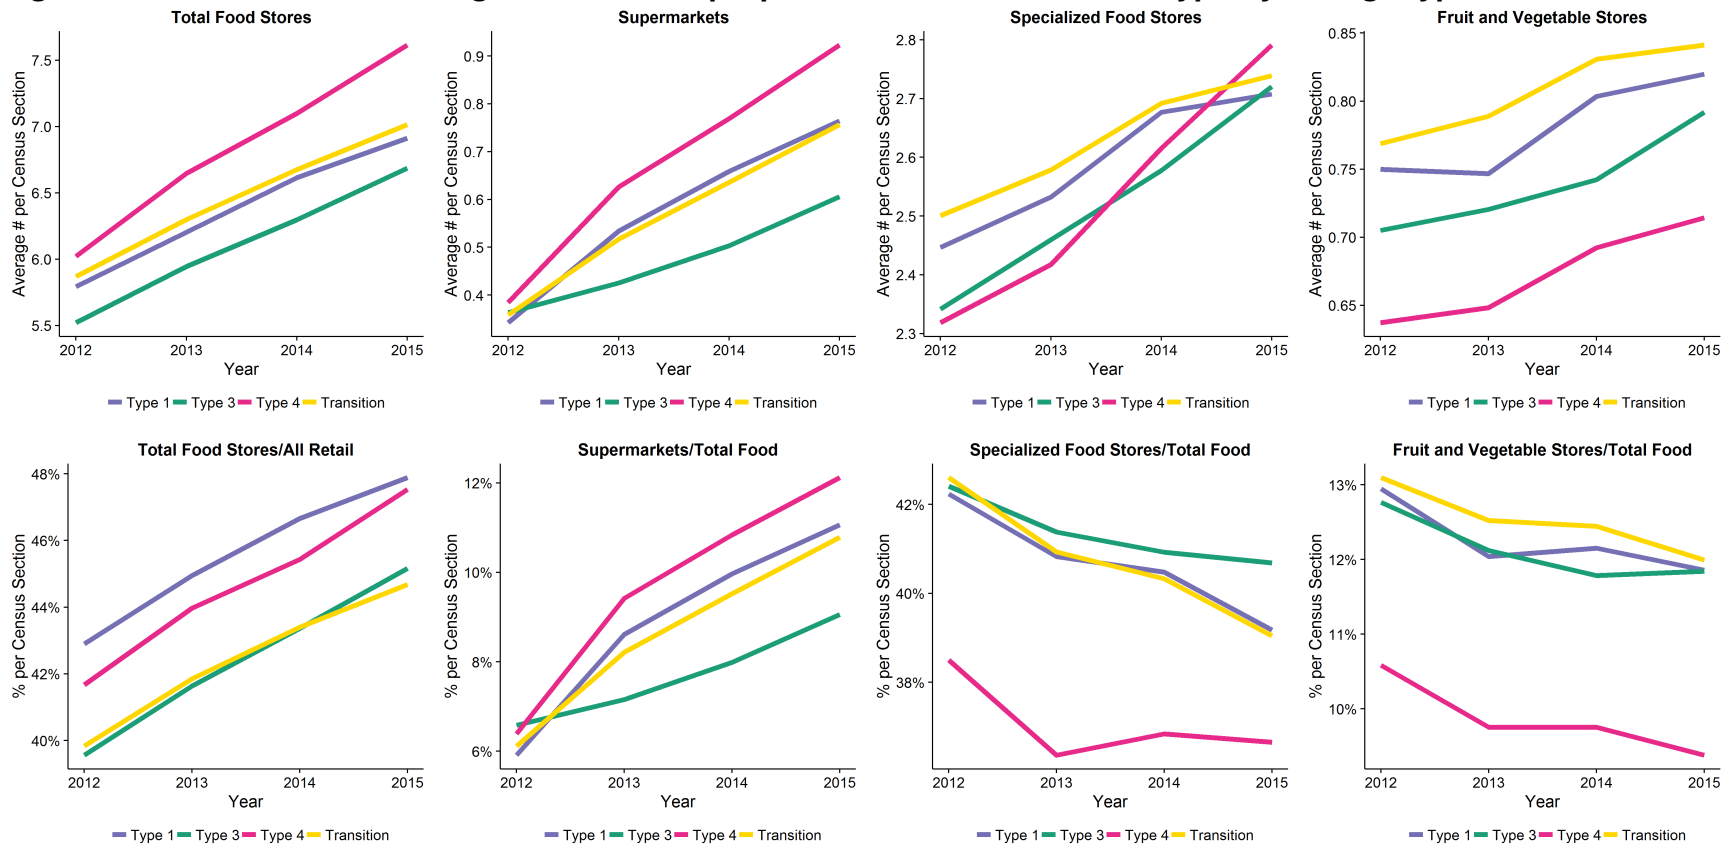 Total Food Stores
Average # per Census Section
7.5
7.0
6.5
6.0
5.5
2012 2013 2014 2015
Year
Type 1 Type 3 Type 4 Transition
Supermarkets
Average # per Census Section
0.9
0.8
0.7
0.6
0.5
0.4
2012 2013 2014 2015
Year
Type 1 Type 3 Type 4 Transition
Specialized Food Stores
Average # per Census Section
2.8
2.7
2.6
2.5
2.4
2.3
2012 2013 2014 2015
Year
Type 1 Type 3 Type 4 Transition
Fruit and Vegetable Stores
Average # per Census Section
0.85
0.80
0.75
0.70
0.65
2012 2013 2014 2015
Year
Type 1 Type 3 Type 4 Transition
Total Food Stores/All Retail
% per Census Section
48%
46%
44%
42%
40%
2012 2013 2014 2015
Year
Type 1 Type 3 Type 4 Transition
Supermarkets/Total Food
% per Census Section
12%
10%
8%
6%
2012 2013 2014 2015
Year
Type 1 Type 3 Type 4 Transition
Specialized Food Stores/Total Food
% per Census Section
42%
40%
38%
2012 2013 2014 2015
Year
Type 1 Type 3 Type 4 Transition
Fruit and Vegetable Stores/Total Food
% per Census Section
13%
12%
11%
10%
2012 2013 2014 2015
Year
Type 1 Type 3 Type 4 Transition